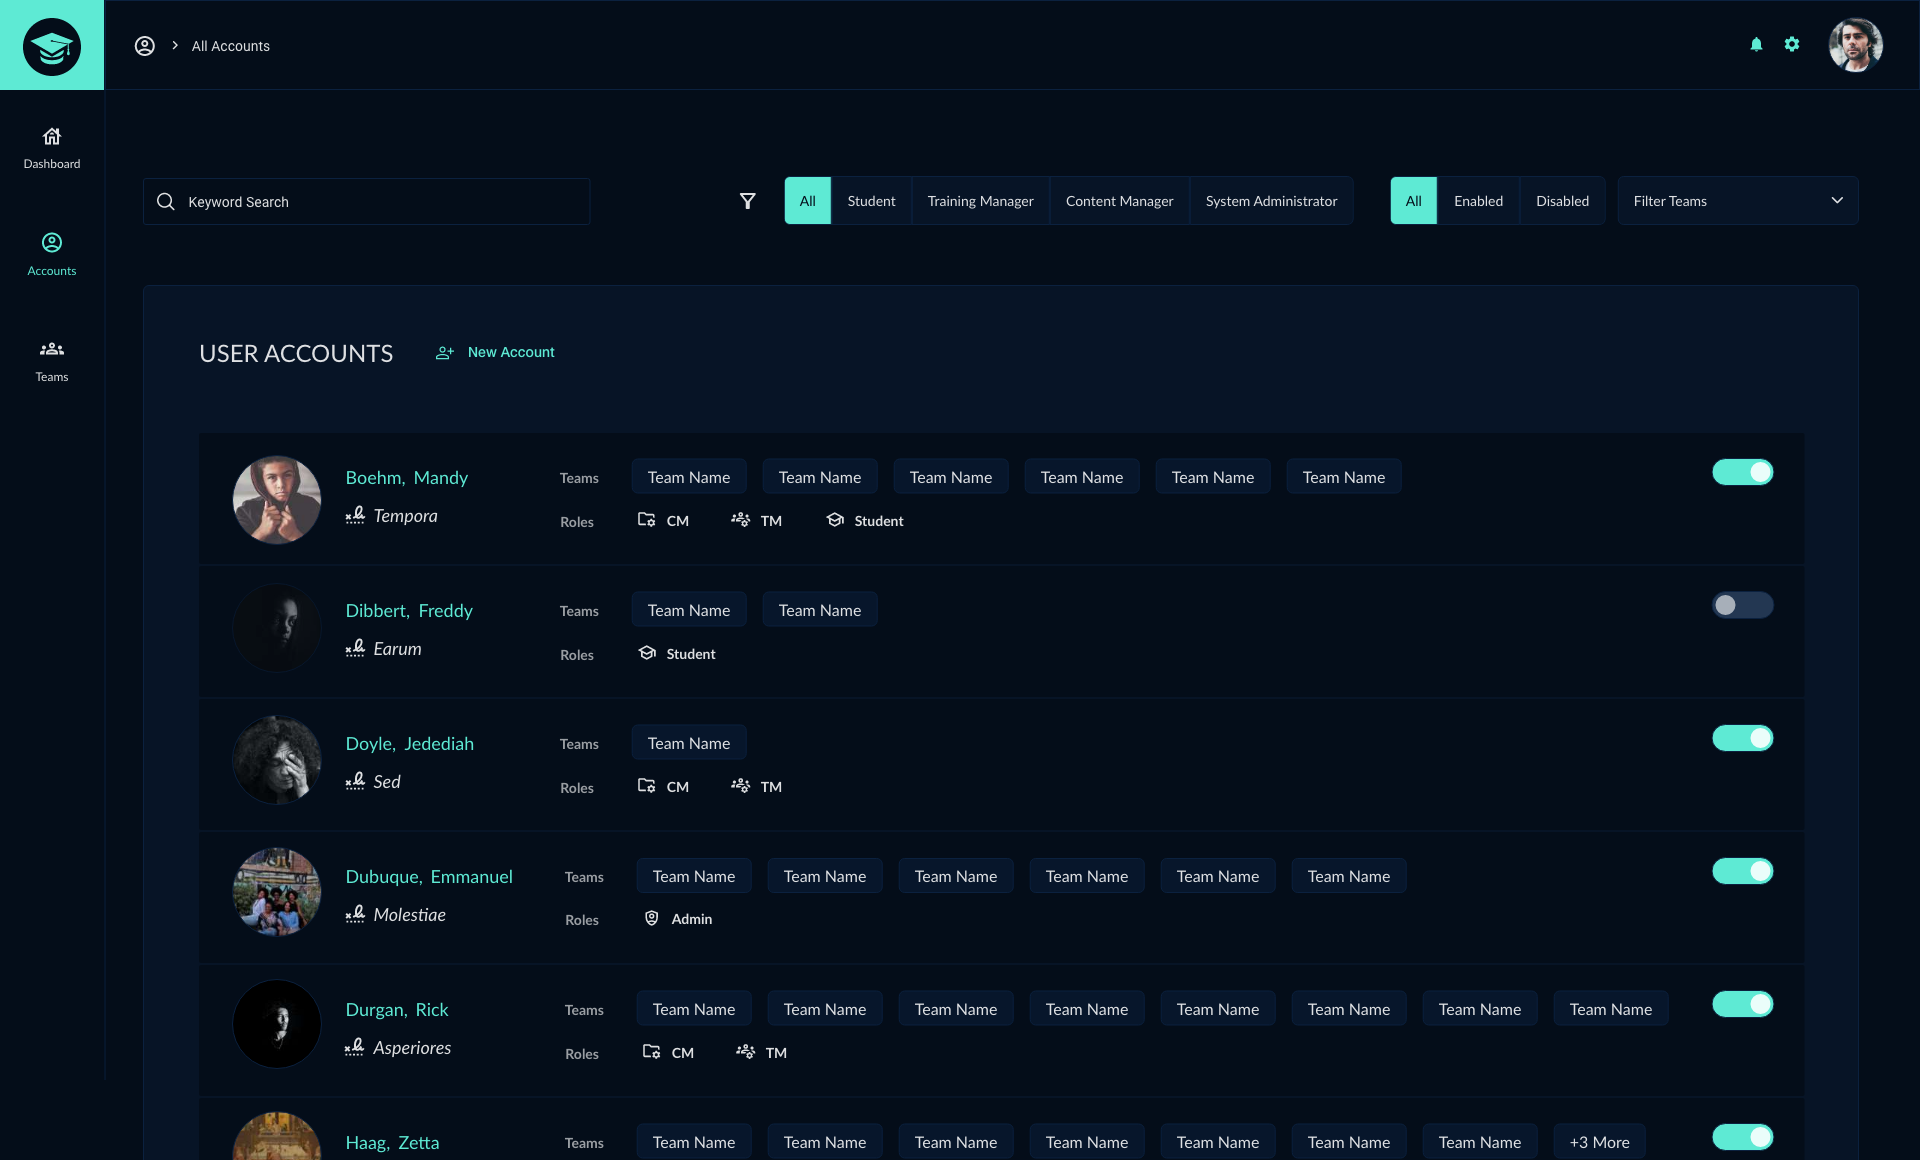 All Accounts
Dashboard
Accounts
Teams
Keyword Search
All Student Training Manager Content Manager System Administrator
All Enabled Disabled
Filter Teams
USER ACCOUNTS
New Account
Boehm, Mandy
Tempora
Teams Team Name Team Name Team Name Team Name Team Name Team Name
Roles CM TM Student
Dibbert, Freddy
Earum
Teams Team Name Team Name
Roles Student
Doyle, Jedediah
Sed
Teams Team Name
Roles CM TM
Dubuque, Emmanuel
Molestiae
Teams Team Name Team Name Team Name Team Name Team Name Team Name
Roles Admin
Durgan, Rick
Asperiores
Teams Team Name Team Name Team Name Team Name Team Name Team Name Team Name Team Name
Roles CM TM
Haag, Zetta
Teams Team Name Team Name Team Name Team Name Team Name Team Name Team Name +3 More